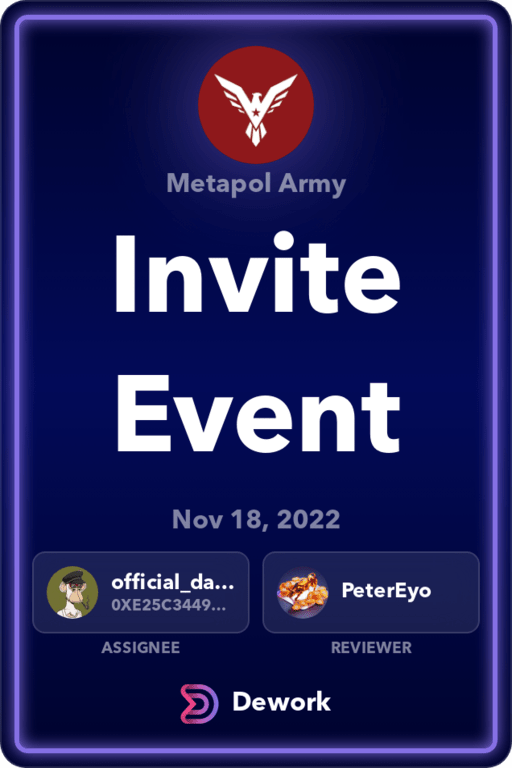 Metapol Army
Invite
Event
Nov 18, 2022
official_da...
0XE25C3449...
PeterEyo
ASSIGNEE
REVIEWER
Dework